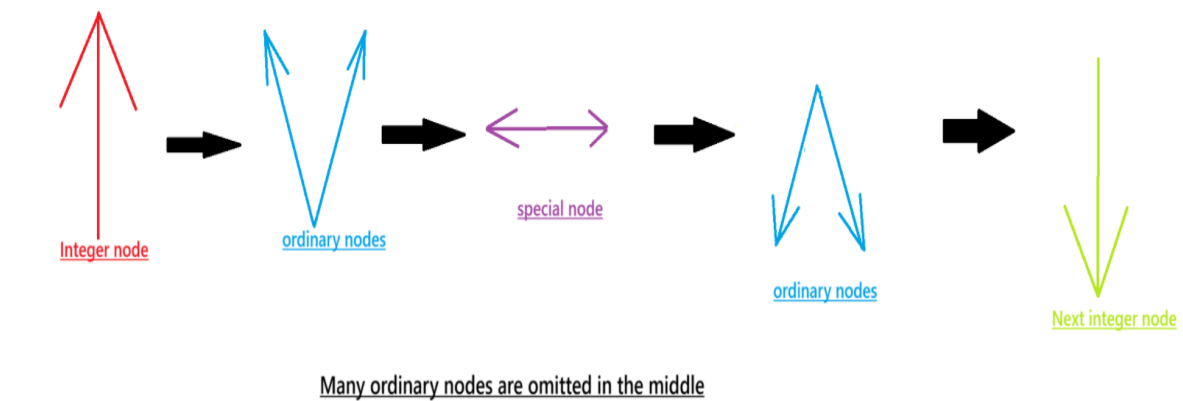 Integer node
ordinary nodes
special node
ordinary nodes
Next integer node
Many ordinary nodes are omitted in the middle